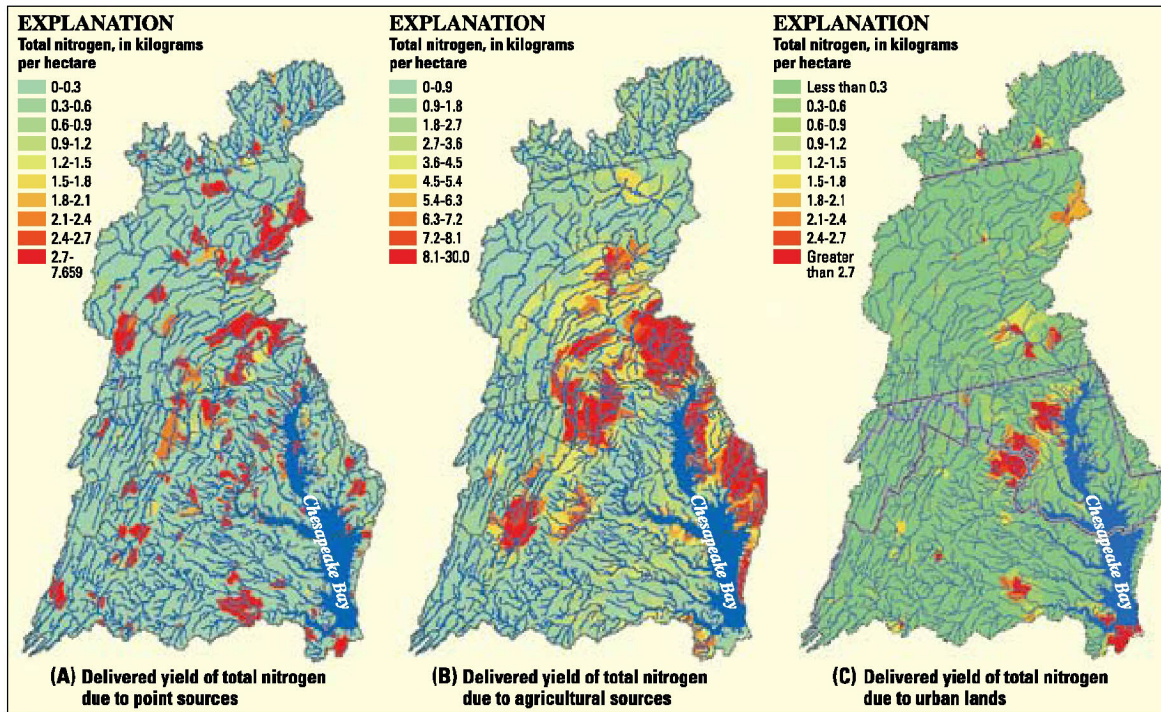 EXPLANATION
Total nitrogen, in kilograms
per hectare
0-0.3
0.3-0.6
0.6-0.9
0.9-1.2
1.2-1.5
1.5-1.8
1.8-2.1
2.1-2.4
2.4-2.7
2.7-
7.659
Chesapeake Bay
(A) Delivered yield of total nitrogen
due to point sources
EXPLANATION
Total nitrogen, in kilograms
per hectare
0-0.9
0.9-1.8
1.8-2.7
2.7-3.6
3.6-4.5
4.5-5.4
5.4-6.3
6.3-7.2
7.2-8.1
8.1-30.0
Chesapeake Bay
(B) Delivered yield of total nitrogen
due to agricultural sources
EXPLANATION
Total nitrogen, in kilograms
per hectare
Less than 0.3
0.3-0.6
0.6-0.9
0.9-1.2
1.2-1.5
1.5-1.8
1.8-2.1
2.1-2.4
2.4-2.7
Greater
than 2.7
Chesapeake Bay
(C) Delivered yield of total nitrogen
due to urban lands